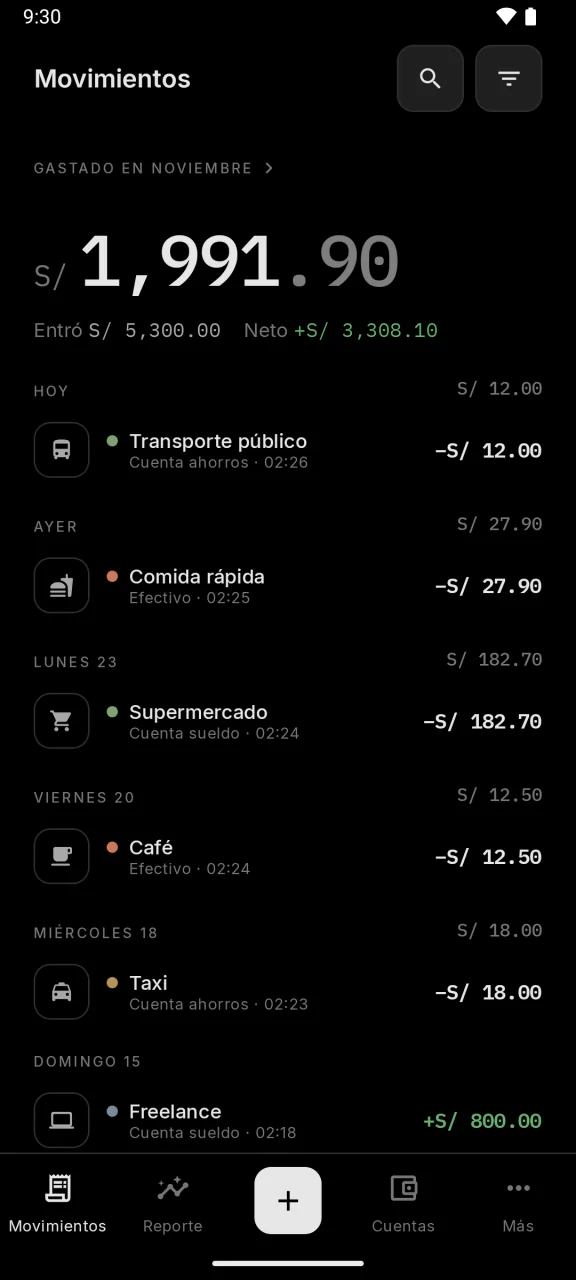 9:30
Movimientos
GASTADO EN NOVIEMBRE
S/ 1,991.90
Entró S/ 5,300.00 Neto +S/ 3,308.10
HOY S/ 12.00
Transporte público −S/ 12.00
Cuenta ahorros · 02:26
AYER S/ 27.90
Comida rápida −S/ 27.90
Efectivo · 02:25
LUNES 23 S/ 182.70
Supermercado −S/ 182.70
Cuenta sueldo · 02:24
VIERNES 20 S/ 12.50
Café −S/ 12.50
Efectivo · 02:24
MIÉRCOLES 18 S/ 18.00
Taxi −S/ 18.00
Cuenta ahorros · 02:23
DOMINGO 15
Freelance +S/ 800.00
Cuenta sueldo · 02:18
Movimientos Reporte Cuentas Más